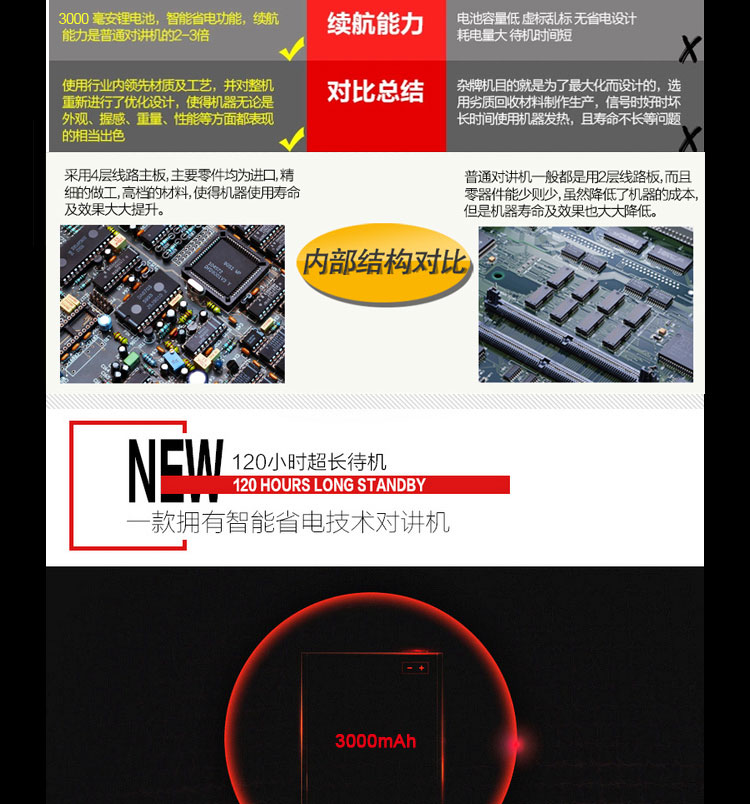 3000 毫安锂电池，智能省电功能，续航
能力是普通对讲机的2-3倍
续航能力
电池容量低 虚标乱标 无省电设计
耗电量大 待机时间短
使用行业内领先材质及工艺，并对整机
重新进行了优化设计，使得机器无论是
外观、握感、重量、性能等方面都表现
的相当出色
对比总结
杂牌机目的就是为了最大化而设计的，选
用劣质回收材料制作生产，信号时好时坏
长时间使用机器发热，且寿命不长等问题
采用4层线路主板,主要零件均为进口,精
细的做工,高档的材料,使得机器使用寿命
及效果大大提升。
内部结构对比
普通对讲机一般都是用2层线路板,而且
零器件能少则少,虽然降低了机器的成本,
但是机器寿命及效果也大大降低。
NEW
120小时超长待机
120 HOURS LONG STANDBY
一款拥有智能省电技术对讲机
- +
3000mAh